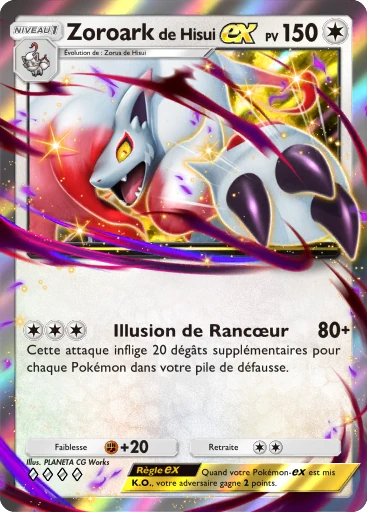 NIVEAU 1
Zoroark de Hisui ex PV 150
Évolution de : Zorua de Hisui
Illusion de Rancœur 80+
Cette attaque inflige 20 dégâts supplémentaires pour
chaque Pokémon dans votre pile de défausse.
Faiblesse +20 Retraite
Illus. PLANETA CG Works
Règle ex Quand votre Pokémon-ex est mis
K.O., votre adversaire gagne 2 points.